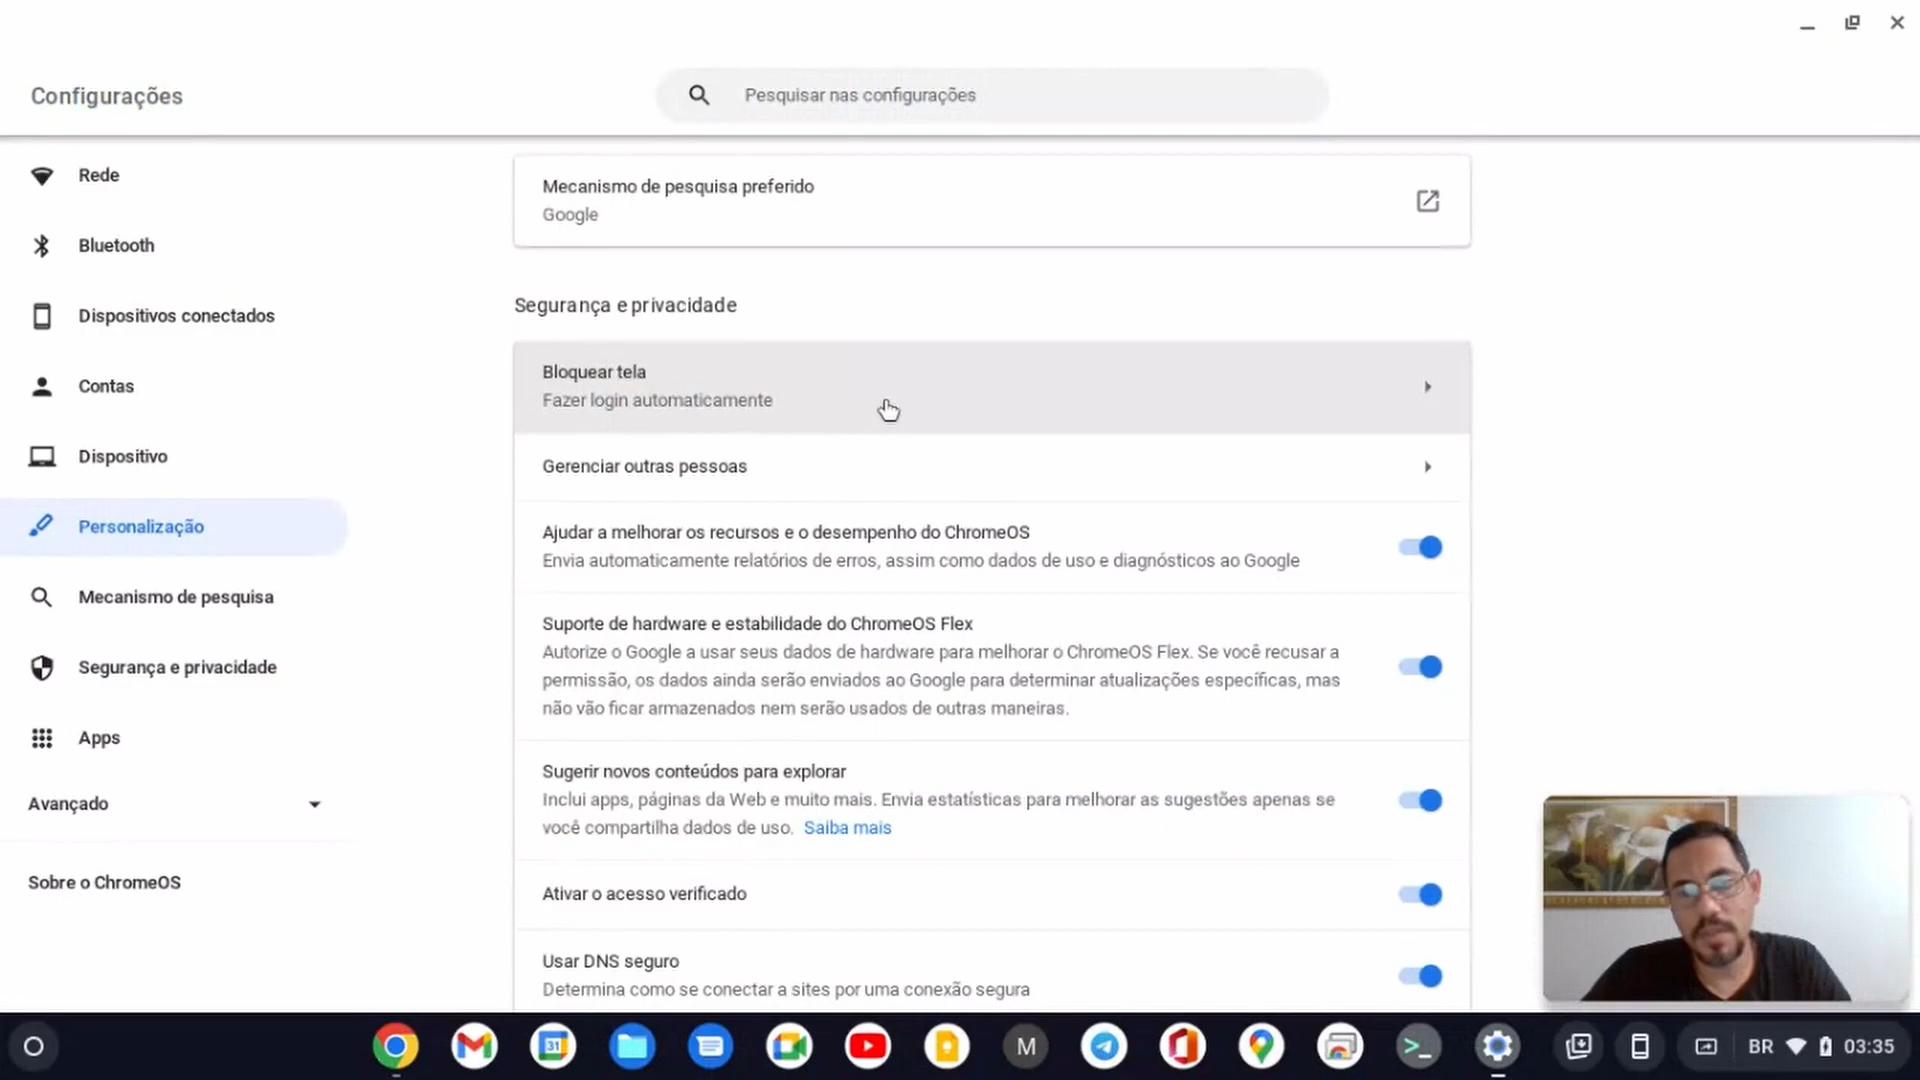 Configurações
Pesquisar nas configurações
Rede
Bluetooth
Dispositivos conectados
Contas
Dispositivo
Personalização
Mecanismo de pesquisa
Segurança e privacidade
Apps
Avançado
Sobre o ChromeOS
Mecanismo de pesquisa preferido
Google
Segurança e privacidade
Bloquear tela
Fazer login automaticamente
Gerenciar outras pessoas
Ajudar a melhorar os recursos e o desempenho do ChromeOS
Envia automaticamente relatórios de erros, assim como dados de uso e diagnósticos ao Google
Suporte de hardware e estabilidade do ChromeOS Flex
Autorize o Google a usar seus dados de hardware para melhorar o ChromeOS Flex. Se você recusar a
permissão, os dados ainda serão enviados ao Google para determinar atualizações específicas, mas
não vão ficar armazenados nem serão usados de outras maneiras.
Sugerir novos conteúdos para explorar
Inclui apps, páginas da Web e muito mais. Envia estatísticas para melhorar as sugestões apenas se
você compartilha dados de uso. Saiba mais
Ativar o acesso verificado
Usar DNS seguro
Determina como se conectar a sites por uma conexão segura
31
M
BR 03:35